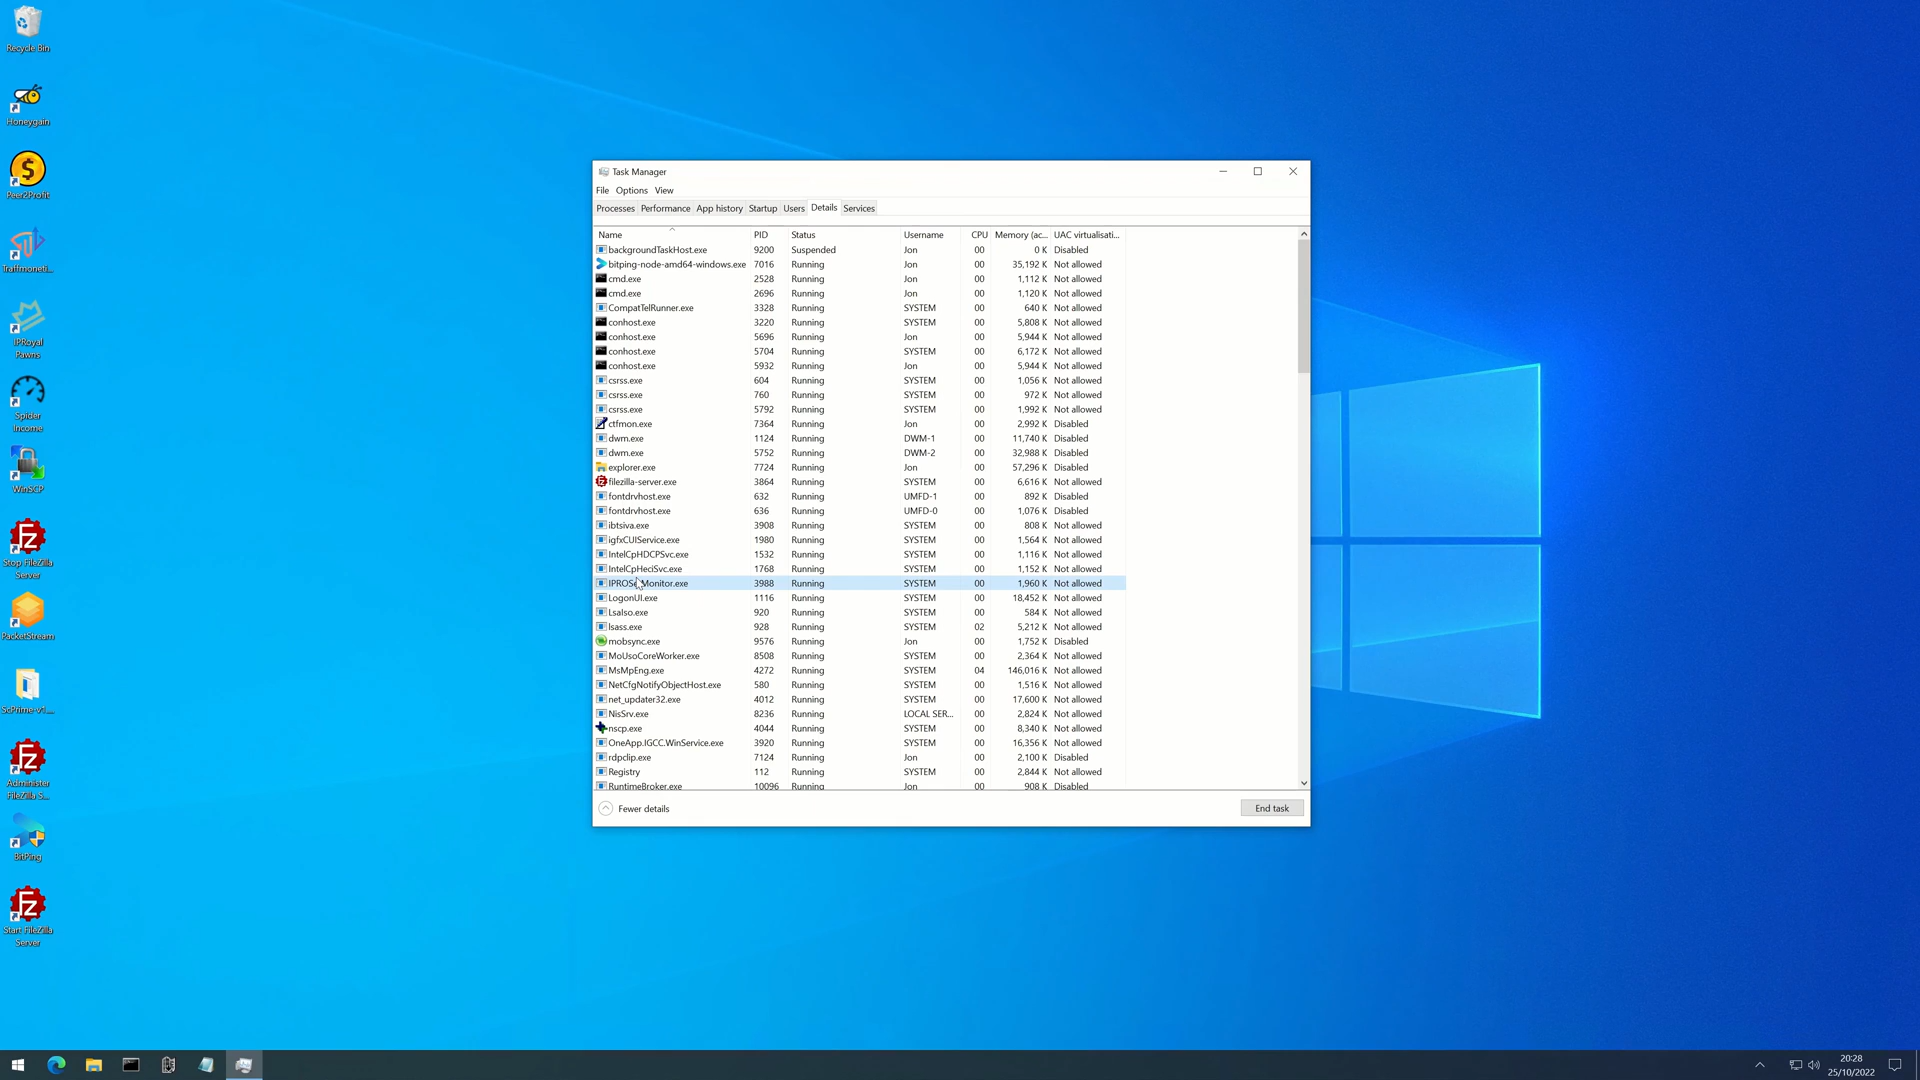 Recycle Bin
Honeygain
Peer2Profit
Traffmoneti...
IPRoyal
Pawns
Spider
Income
WinSCP
Stop FileZilla
Server
PacketStream
ScPrime-v1....
Administer
FileZilla S...
BitPing
Start FileZilla
Server
Task Manager
File Options View
Processes Performance App history Startup Users Details Services
Name PID Status Username CPU Memory (ac... UAC virtualisati...
backgroundTaskHost.exe 9200 Suspended Jon 00 0 K Disabled
bitping-node-amd64-windows.exe 7016 Running Jon 00 35,192 K Not allowed
cmd.exe 2528 Running Jon 00 1,112 K Not allowed
cmd.exe 2696 Running Jon 00 1,120 K Not allowed
CompatTelRunner.exe 3328 Running SYSTEM 00 640 K Not allowed
conhost.exe 3220 Running SYSTEM 00 5,808 K Not allowed
conhost.exe 5696 Running Jon 00 5,944 K Not allowed
conhost.exe 5704 Running SYSTEM 00 6,172 K Not allowed
conhost.exe 5932 Running Jon 00 5,944 K Not allowed
csrss.exe 604 Running SYSTEM 00 1,056 K Not allowed
csrss.exe 760 Running SYSTEM 00 972 K Not allowed
csrss.exe 5792 Running SYSTEM 00 1,992 K Not allowed
ctfmon.exe 7364 Running Jon 00 2,992 K Disabled
dwm.exe 1124 Running DWM-1 00 11,740 K Disabled
dwm.exe 5752 Running DWM-2 00 32,988 K Disabled
explorer.exe 7724 Running Jon 00 57,296 K Disabled
filezilla-server.exe 3864 Running SYSTEM 00 6,616 K Not allowed
fontdrvhost.exe 632 Running UMFD-1 00 892 K Disabled
fontdrvhost.exe 636 Running UMFD-0 00 1,076 K Disabled
ibtsiva.exe 3908 Running SYSTEM 00 808 K Not allowed
igfxCUIService.exe 1980 Running SYSTEM 00 1,564 K Not allowed
IntelCpHDCPSvc.exe 1532 Running SYSTEM 00 1,116 K Not allowed
IntelCpHeciSvc.exe 1768 Running SYSTEM 00 1,152 K Not allowed
IPROSetMonitor.exe 3988 Running SYSTEM 00 1,960 K Not allowed
LogonUI.exe 1116 Running SYSTEM 00 18,452 K Not allowed
LsaIso.exe 920 Running SYSTEM 00 584 K Not allowed
lsass.exe 928 Running SYSTEM 02 5,212 K Not allowed
mobsync.exe 9576 Running Jon 00 1,752 K Disabled
MoUsoCoreWorker.exe 8508 Running SYSTEM 00 2,364 K Not allowed
MsMpEng.exe 4272 Running SYSTEM 04 146,016 K Not allowed
NetCfgNotifyObjectHost.exe 580 Running SYSTEM 00 1,516 K Not allowed
net_updater32.exe 4012 Running SYSTEM 00 17,600 K Not allowed
NisSrv.exe 8236 Running LOCAL SER... 00 2,824 K Not allowed
nscp.exe 4044 Running SYSTEM 00 8,340 K Not allowed
OneApp.IGCC.WinService.exe 3920 Running SYSTEM 00 16,356 K Not allowed
rdpclip.exe 7124 Running Jon 00 2,100 K Disabled
Registry 112 Running SYSTEM 00 2,844 K Not allowed
RuntimeBroker.exe 10096 Running Jon 00 908 K Disabled
Fewer details
End task
20:28
25/10/2022